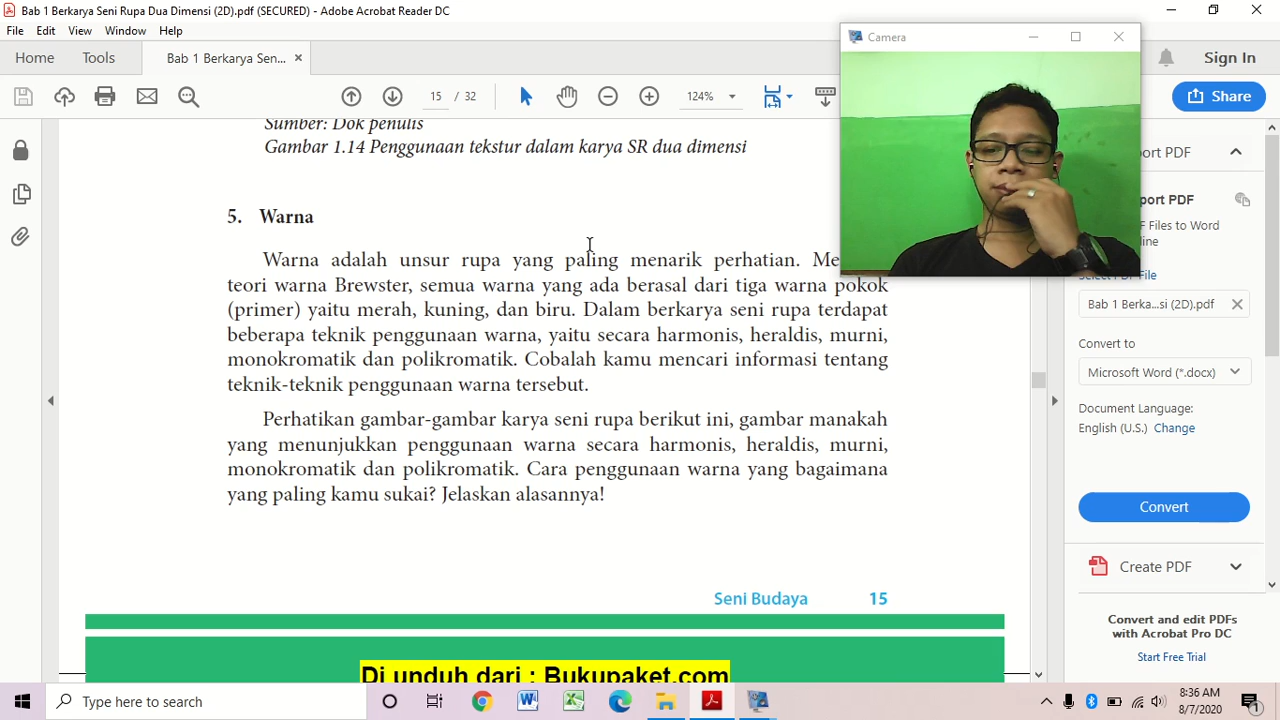 Bab 1 Berkarya Seni Rupa Dua Dimensi (2D).pdf (SECURED) - Adobe Acrobat Reader DC
File Edit View Window Help
Home Tools Bab 1 Berkarya Sen... ×
Camera
Sign In
15 / 32
124%
Share
Sumber: Dok penulis
Gambar 1.14 Penggunaan tekstur dalam karya SR dua dimensi
5. Warna
Warna adalah unsur rupa yang paling menarik perhatian.
teori warna Brewster, semua warna yang ada berasal dari tiga warna pokok
(primer) yaitu merah, kuning, dan biru. Dalam berkarya seni rupa terdapat
beberapa teknik penggunaan warna, yaitu secara harmonis, heraldis, murni,
monokromatik dan polikromatik. Cobalah kamu mencari informasi tentang
teknik-teknik penggunaan warna tersebut.
Perhatikan gambar-gambar karya seni rupa berikut ini, gambar manakah
yang menunjukkan penggunaan warna secara harmonis, heraldis, murni,
monokromatik dan polikromatik. Cara penggunaan warna yang bagaimana
yang paling kamu sukai? Jelaskan alasannya!
Seni Budaya 15
Di unduh dari : Bukupaket.com
port PDF
port PDF
PDF Files to Word
line
Select PDF File
Bab 1 Berka...si (2D).pdf
Convert to
Microsoft Word (*.docx)
Document Language:
English (U.S.) Change
Convert
Create PDF
Convert and edit PDFs
with Acrobat Pro DC
Start Free Trial
Type here to search
8:36 AM
8/7/2020
1